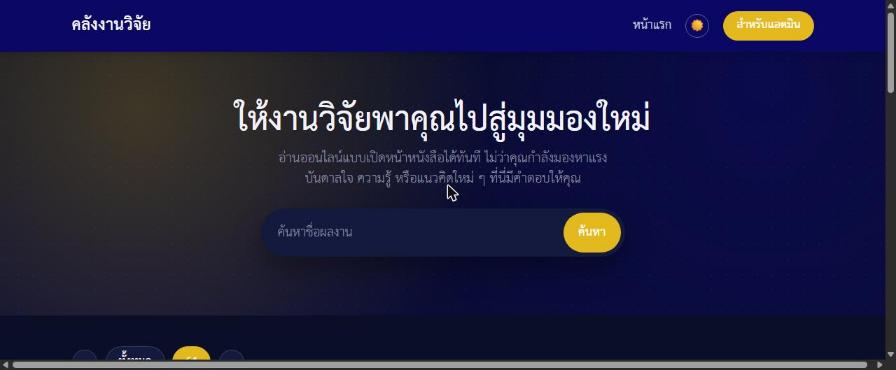 คลังงานวิจัย
หน้าแรก
สำหรับแอดมิน
ให้งานวิจัยพาคุณไปสู่มุมมองใหม่
อ่านออนไลน์แบบเปิดหน้าหนังสือได้ทันที ไม่ว่าคุณกำลังมองหาแรง
บันดาลใจ ความรู้ หรือแนวคิดใหม่ ๆ ที่นี่มีคำตอบให้คุณ
ค้นหาชื่อผลงาน
ค้นหา